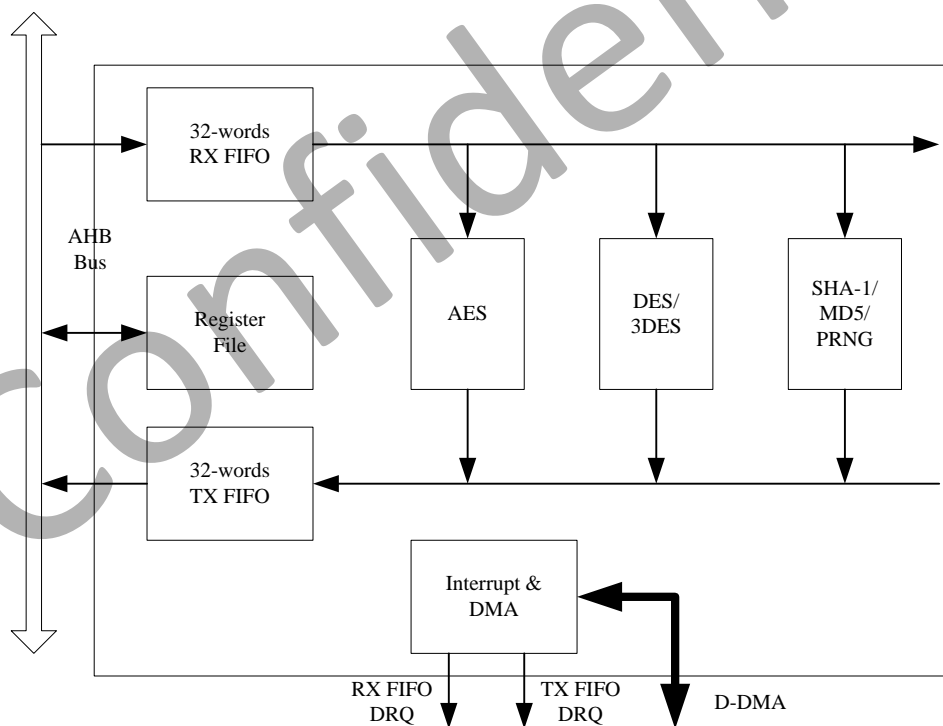 32-words
RX FIFO
AHB
Bus
Register
File
AES
DES/
3DES
SHA-1/
MD5/
PRNG
32-words
TX FIFO
Interrupt &
DMA
RX FIFO
DRQ
TX FIFO
DRQ
D-DMA
Confiden